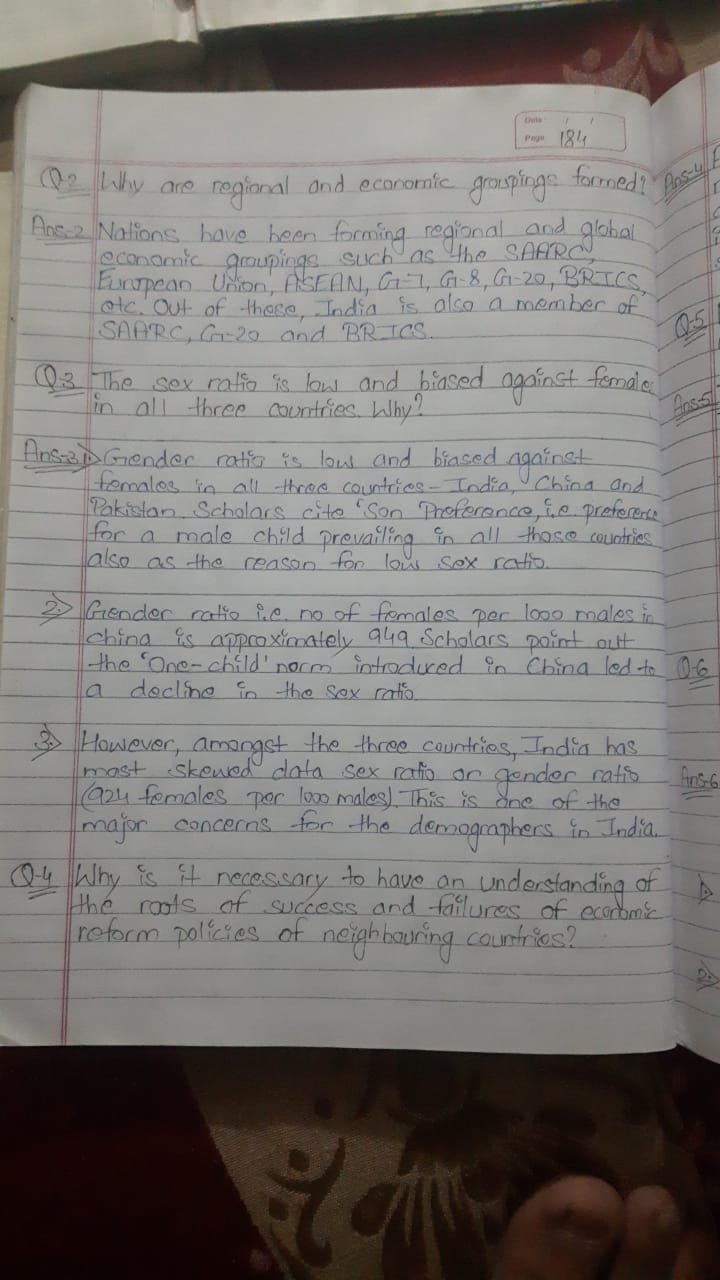 Date / /
Page 184
Q.2 Why are regional and economic groupings formed?
Ans-2 Nations have been forming regional and global
economic groupings such as the SAARC,
European Union, ASEAN, G-7, G-8, G-20, BRICS,
etc. Out of these, India is also a member of
SAARC, G-20 and BRICS.
Q.3 The sex ratio is low and biased against females
in all three countries. Why?
Ans-3 1> Gender ratio is low and biased against
females in all three countries - India, China and
Pakistan. Scholars cite 'Son Preference, i.e. preference
for a male child prevailing in all those countries
also as the reason for low sex ratio.
2> Gender ratio i.e. no of females per 1000 males in
china is approximately 949 Scholars point out
the 'One-child' norm introduced in China led to
a decline in the sex ratio.
3> However, amongst the three countries, India has
most skewed data sex ratio or gender ratio
(924 females per 1000 males). This is one of the
major concerns for the demographers in India.
Q-4 Why is it necessary to have an understanding of
the roots of success and failures of economic
reform policies of neighbouring countries?
Ans-4
Q-5
Ans-5
Q-6
Ans-6
1>
2>